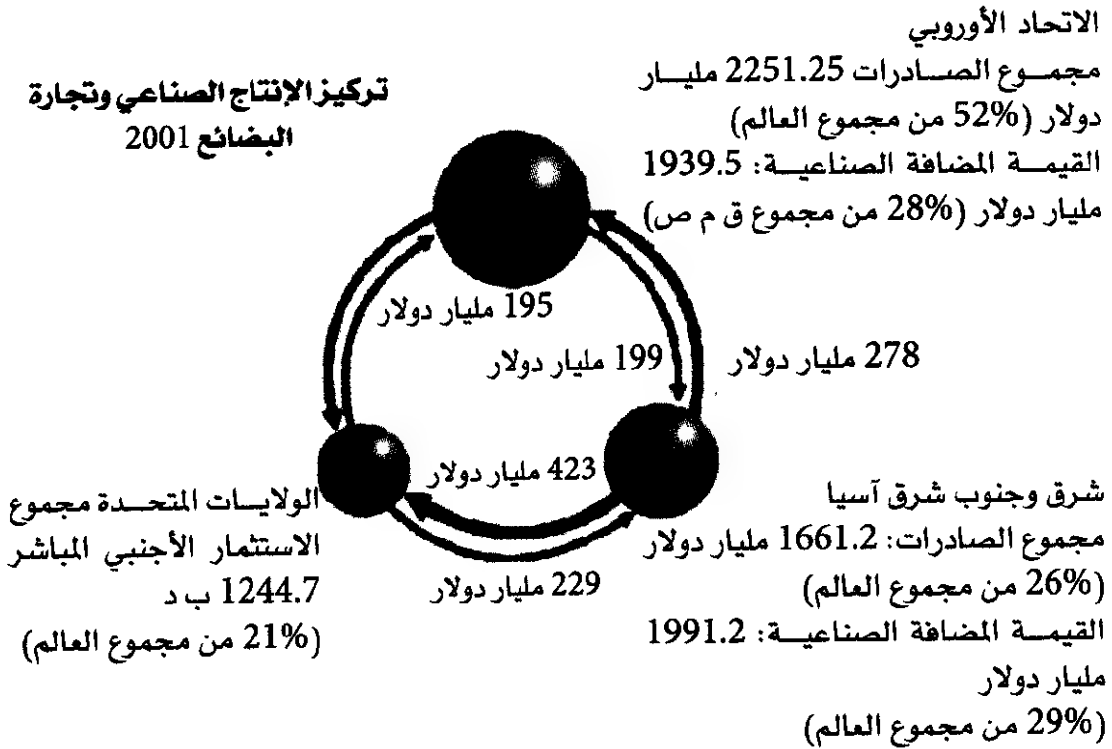 تركيز الإنتاج الصناعي وتجارة
البضائع 2001
الاتحاد الأوروبي
مجموع الصادرات 2251.25 مليار
دولار (52% من مجموع العالم)
القيمة المضافة الصناعية: 1939.5
مليار دولار (28% من مجموع ق م ص)
195 مليار دولار
199 مليار دولار
278 مليار دولار
423 مليار دولار
229 مليار دولار
الولايات المتحدة مجموع
الاستثمار الأجنبي المباشر
1244.7 ب د
(21% من مجموع العالم)
شرق وجنوب شرق آسيا
مجموع الصادرات: 1661.2 مليار دولار
(26% من مجموع العالم)
القيمة المضافة الصناعية: 1991.2
مليار دولار
(29% من مجموع العالم)